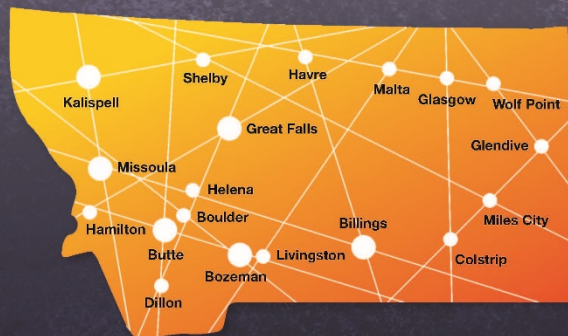 Shelby
Havre
Kalispell
Malta
Glasgow
Wolf Point
Great Falls
Glendive
Missoula
Helena
Hamilton
Boulder
Billings
Miles City
Butte
Bozeman
Livingston
Colstrip
Dillon